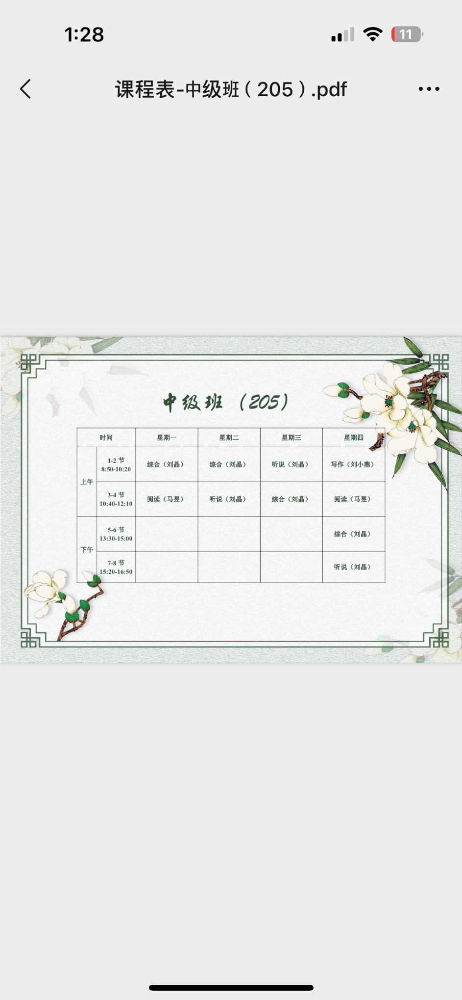 1:28
11
课程表-中级班（205）.pdf
中级班（205）
时间 星期一 星期二 星期三 星期四
上午
1-2 节
8:50-10:20
综合（刘晶） 综合（刘晶） 听说（刘晶） 写作（刘小燕）
3-4 节
10:40-12:10
阅读（马昱） 听说（刘晶） 综合（刘晶） 阅读（马昱）
下午
5-6 节
13:30-15:00
综合（刘晶）
7-8 节
15:20-16:50
听说（刘晶）